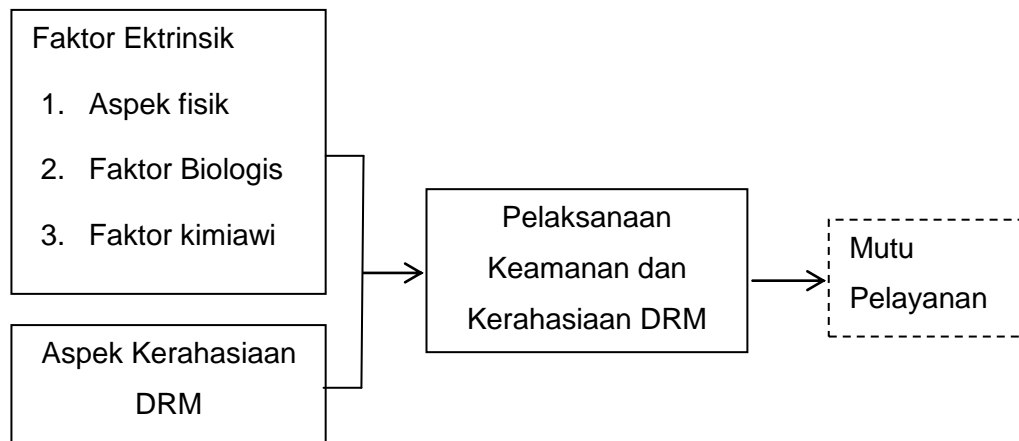 Faktor Ektrinsik
1. Aspek fisik
2. Faktor Biologis
3. Faktor kimiawi
Aspek Kerahasiaan
DRM
Pelaksanaan
Keamanan dan
Kerahasiaan DRM
Mutu
Pelayanan